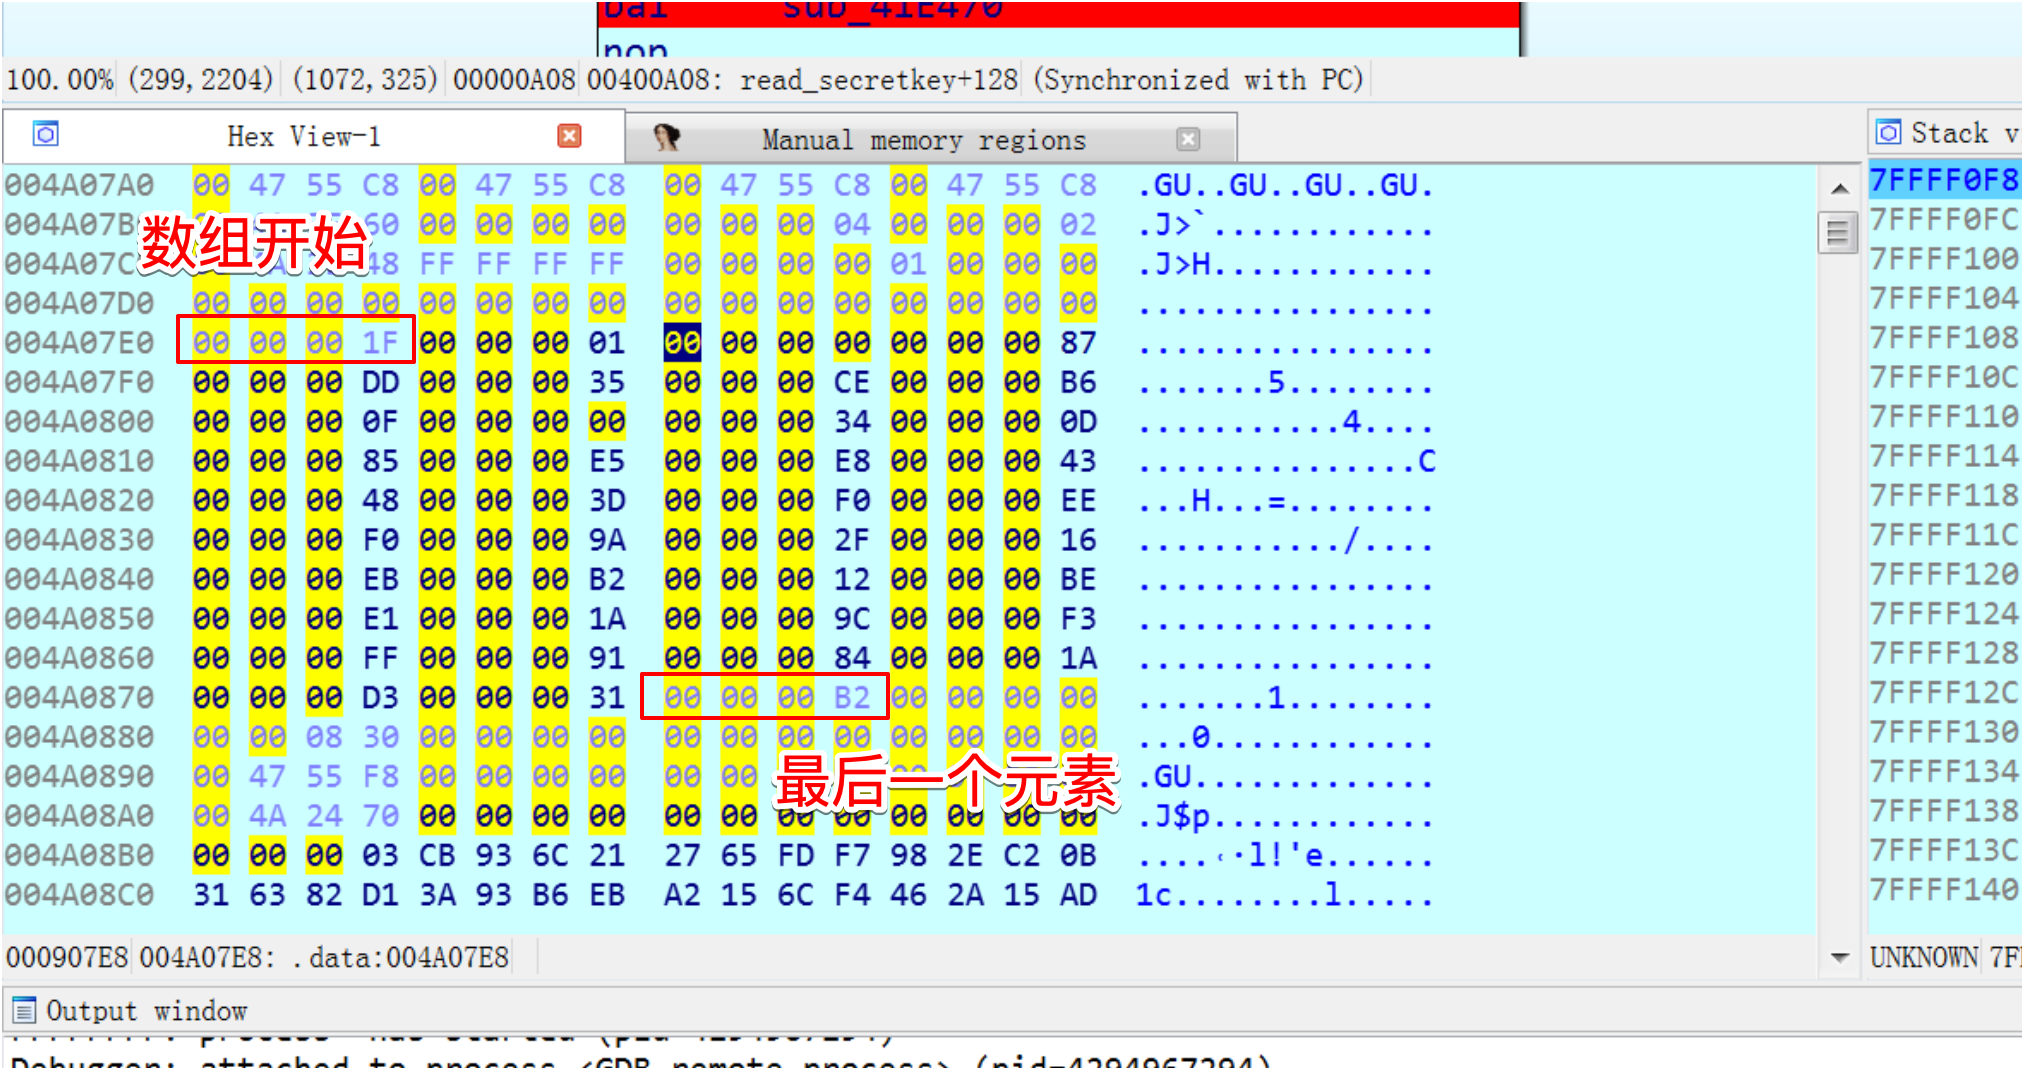 bal sub_41E470
nop
100.00% (299,2204) (1072,325) 00000A08 00400A08: read_secretkey+128 (Synchronized with PC)
Hex View-1 Manual memory regions Stack v
004A07A0 00 47 55 C8 00 47 55 C8 00 47 55 C8 00 47 55 C8 .GU..GU..GU..GU. 7FFFF0F8
004A07B 60 00 00 00 00 00 00 00 04 00 00 00 02 .J>`............ 7FFFF0FC
数组开始
004A07C 48 FF FF FF FF 00 00 00 00 01 00 00 00 .J>H............ 7FFFF100
004A07D0 00 00 00 00 00 00 00 00 00 00 00 00 00 00 00 00 ................ 7FFFF104
004A07E0 00 00 00 1F 00 00 00 01 00 00 00 00 00 00 00 87 ................ 7FFFF108
004A07F0 00 00 00 DD 00 00 00 35 00 00 00 CE 00 00 00 B6 .......5........ 7FFFF10C
004A0800 00 00 00 0F 00 00 00 00 00 00 00 34 00 00 00 0D ...........4.... 7FFFF110
004A0810 00 00 00 85 00 00 00 E5 00 00 00 E8 00 00 00 43 ...............C 7FFFF114
004A0820 00 00 00 48 00 00 00 3D 00 00 00 F0 00 00 00 EE ...H...=........ 7FFFF118
004A0830 00 00 00 F0 00 00 00 9A 00 00 00 2F 00 00 00 16 .........../.... 7FFFF11C
004A0840 00 00 00 EB 00 00 00 B2 00 00 00 12 00 00 00 BE ................ 7FFFF120
004A0850 00 00 00 E1 00 00 00 1A 00 00 00 9C 00 00 00 F3 ................ 7FFFF124
004A0860 00 00 00 FF 00 00 00 91 00 00 00 84 00 00 00 1A ................ 7FFFF128
004A0870 00 00 00 D3 00 00 00 31 00 00 00 B2 00 00 00 00 .......1........ 7FFFF12C
004A0880 00 00 08 30 00 00 00 00 00 00 00 00 00 00 00 00 ...0............ 7FFFF130
004A0890 00 47 55 F8 00 00 00 00 00 00 .GU............. 7FFFF134
最后一个元素
004A08A0 00 4A 24 70 00 00 00 00 00 00 00 00 00 00 00 00 .J$p............ 7FFFF138
004A08B0 00 00 00 03 CB 93 6C 21 27 65 FD F7 98 2E C2 0B 7FFFF13C
004A08C0 31 63 82 D1 3A 93 B6 EB A2 15 6C F4 46 2A 15 AD 1c........l..... 7FFFF140
000907E8 004A07E8: .data:004A07E8 UNKNOWN 7F
Output window
Debugger: attached to process <GDB remote process> (pid=4294967294)